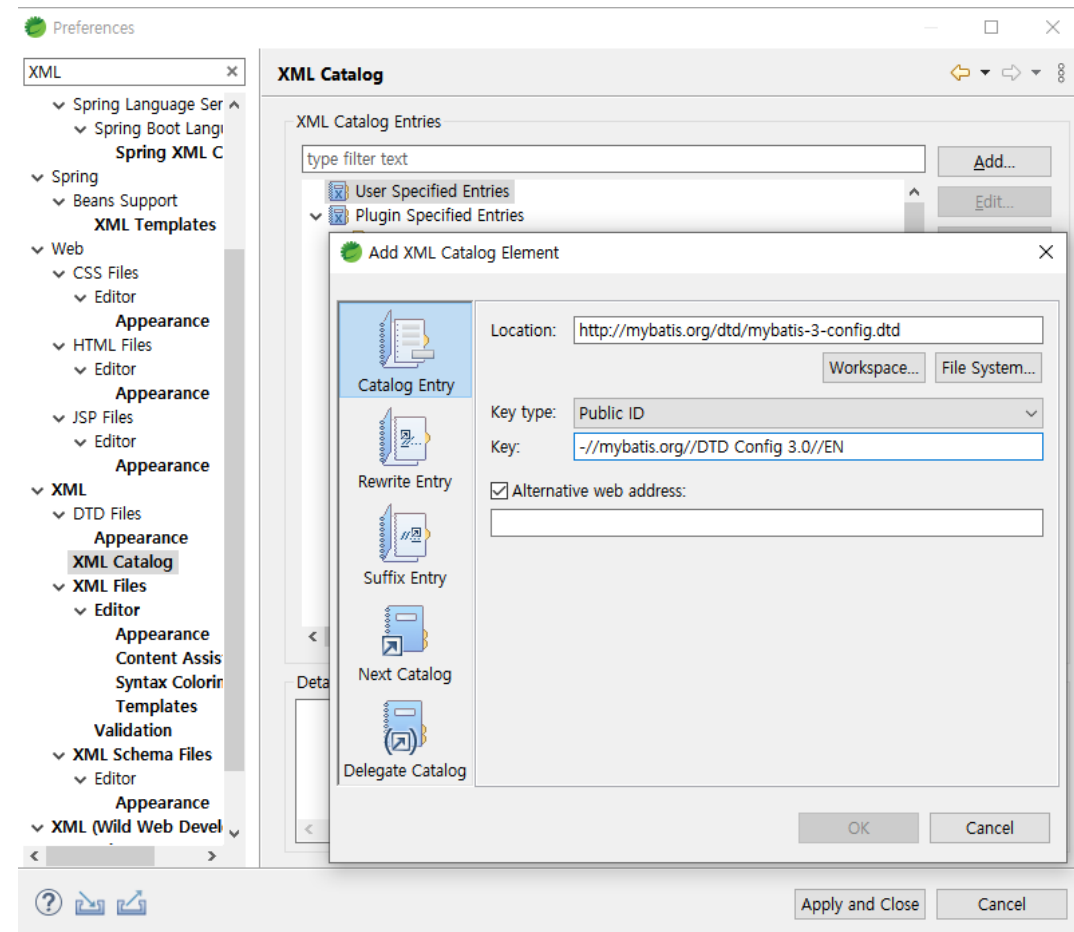 Preferences
XML
XML Catalog
Spring Language Ser
Spring Boot Langu
Spring XML C
Spring
Beans Support
XML Templates
Web
CSS Files
Editor
Appearance
HTML Files
Editor
Appearance
JSP Files
Editor
Appearance
XML
DTD Files
Appearance
XML Catalog
XML Files
Editor
Appearance
Content Assis
Syntax Colorin
Templates
Validation
XML Schema Files
Editor
Appearance
XML (Wild Web Devel
XML Catalog Entries
type filter text
Add...
User Specified Entries
Edit...
Plugin Specified Entries
Add XML Catalog Element
Catalog Entry
Rewrite Entry
Suffix Entry
Next Catalog
Delegate Catalog
Location: http://mybatis.org/dtd/mybatis-3-config.dtd
Workspace... File System...
Key type: Public ID
Key: -//mybatis.org//DTD Config 3.0//EN
Alternative web address:
Deta
OK Cancel
Apply and Close Cancel